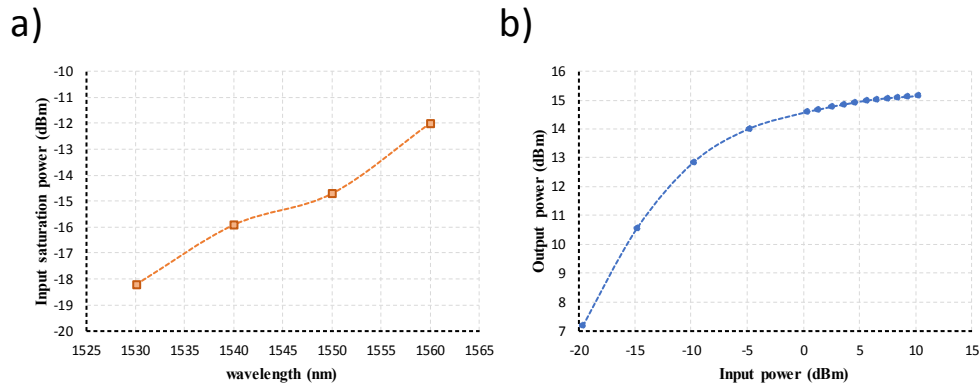 a)
Input saturation power (dBm)
-10
-11
-12
-13
-14
-15
-16
-17
-18
-19
-20
1525 1530 1535 1540 1545 1550 1555 1560 1565
wavelength (nm)
b)
Output power (dBm)
16
15
14
13
12
11
10
9
8
7
-20 -15 -10 -5 0 5 10 15
Input power (dBm)